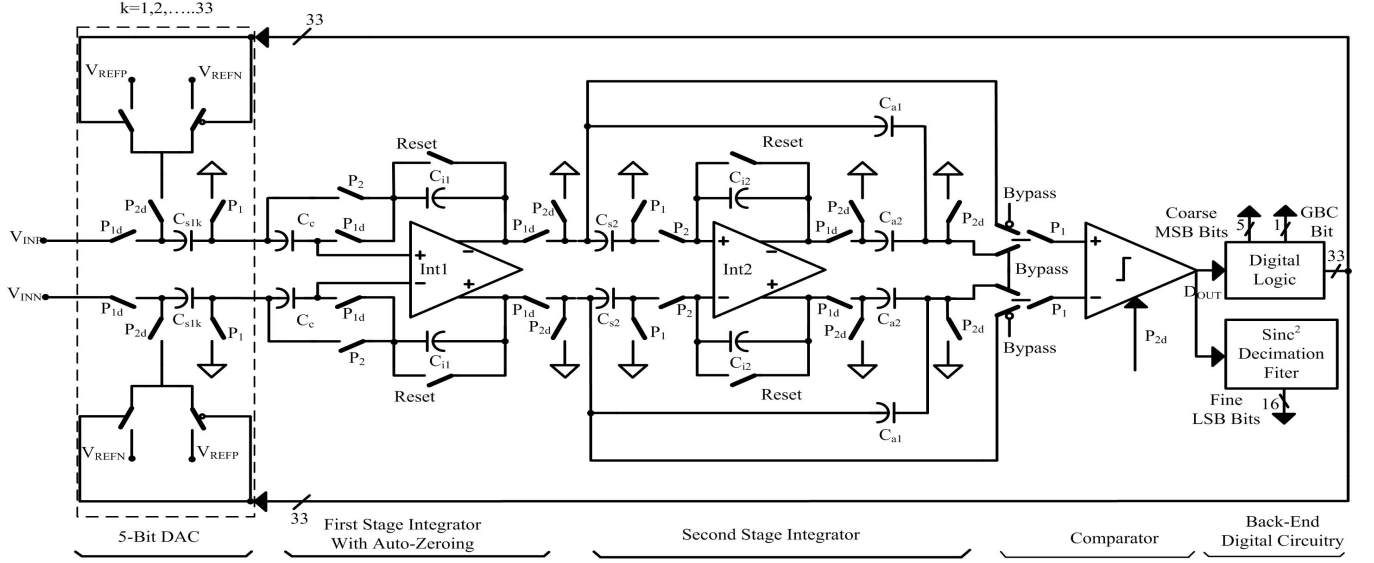 k=1,2,.....33
33
VREFP
VREFN
Ca1
Reset
Reset
P2
Ci1
Ci2
P2d
Cs1k
P1
P2d
P1
P2d
P2d
Bypass
Coarse
MSB Bits
GBC
Bit
5
1
33
VINP
P1d
Cc
P1d
P1d
Cs2
P2
P1d
Ca2
P1
+
−
Int1
−
+
+
−
Int2
−
+
Bypass
+
−
Digital
Logic
DOUT
VINN
P1d
Cs1k
Cc
P1d
P1d
Cs2
P2
P1d
Ca2
P1
P2d
P1
P2
Ci1
P2d
P1
Ci2
P2d
P2d
Bypass
P2d
Sinc2
Decimation
Fiter
Reset
Reset
Fine
LSB Bits
16
Ca1
VREFN
VREFP
33
5-Bit DAC
First Stage Integrator
With Auto-Zeroing
Second Stage Integrator
Comparator
Back-End
Digital Circuitry